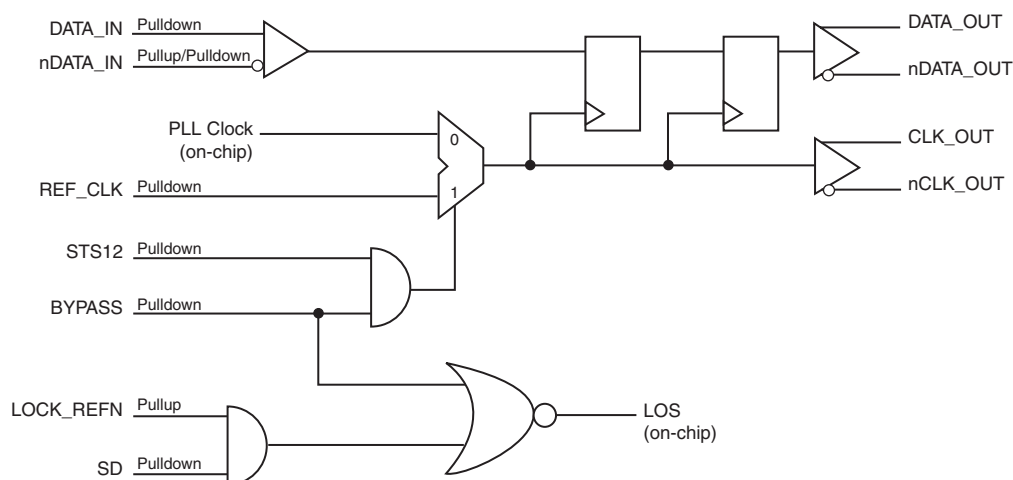 DATA_IN Pulldown
nDATA_IN Pullup/Pulldown
DATA_OUT
nDATA_OUT
PLL Clock
(on-chip)
0
CLK_OUT
REF_CLK Pulldown
1
nCLK_OUT
STS12 Pulldown
BYPASS Pulldown
LOCK_REFN Pullup
LOS
(on-chip)
SD Pulldown